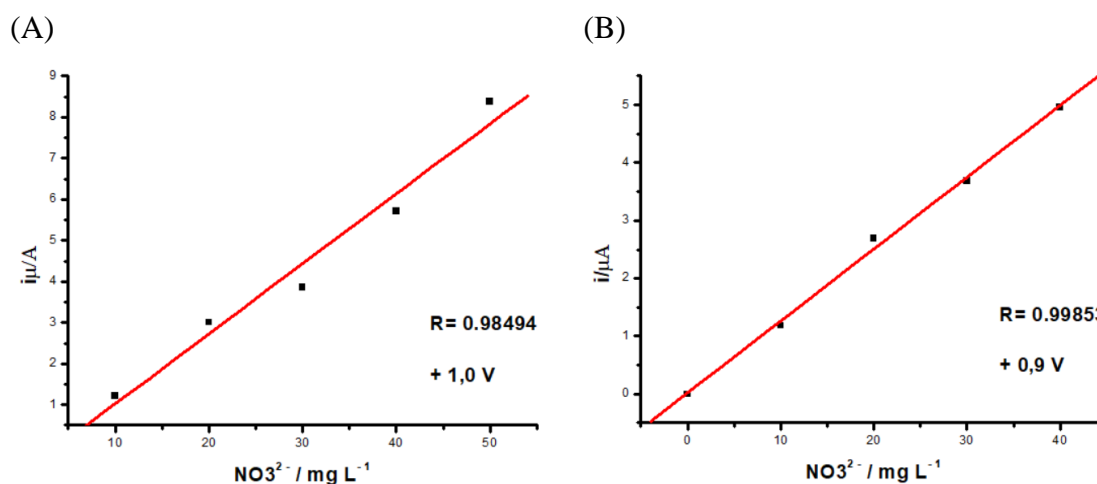 (A)
9
8
7
6
5
4
3
2
1
iµ/A
R= 0.98494
+ 1,0 V
10 20 30 40 50
NO3²⁻ / mg L⁻¹
(B)
5
4
3
2
1
0
i/µA
R= 0.99853
+ 0,9 V
0 10 20 30 40
NO3²⁻ / mg L⁻¹